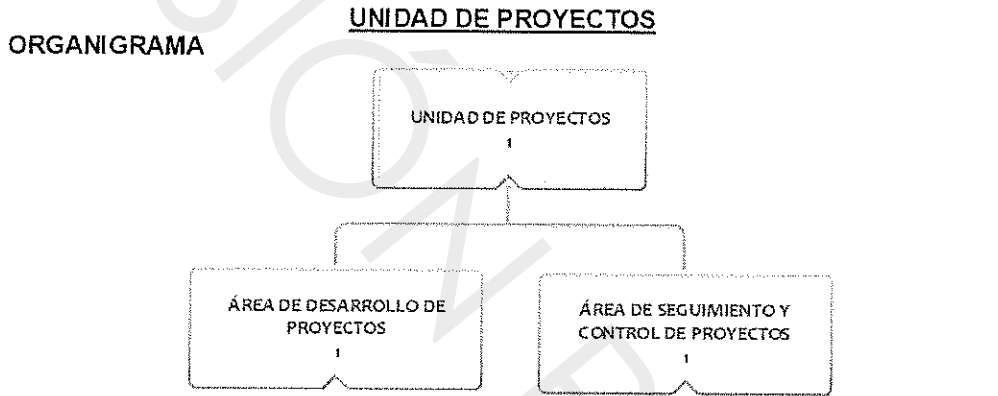 UNIDAD DE PROYECTOS
ORGANIGRAMA
UNIDAD DE PROYECTOS
1
ÁREA DE DESARROLLO DE
PROYECTOS
1
ÁREA DE SEGUIMIENTO Y
CONTROL DE PROYECTOS
1